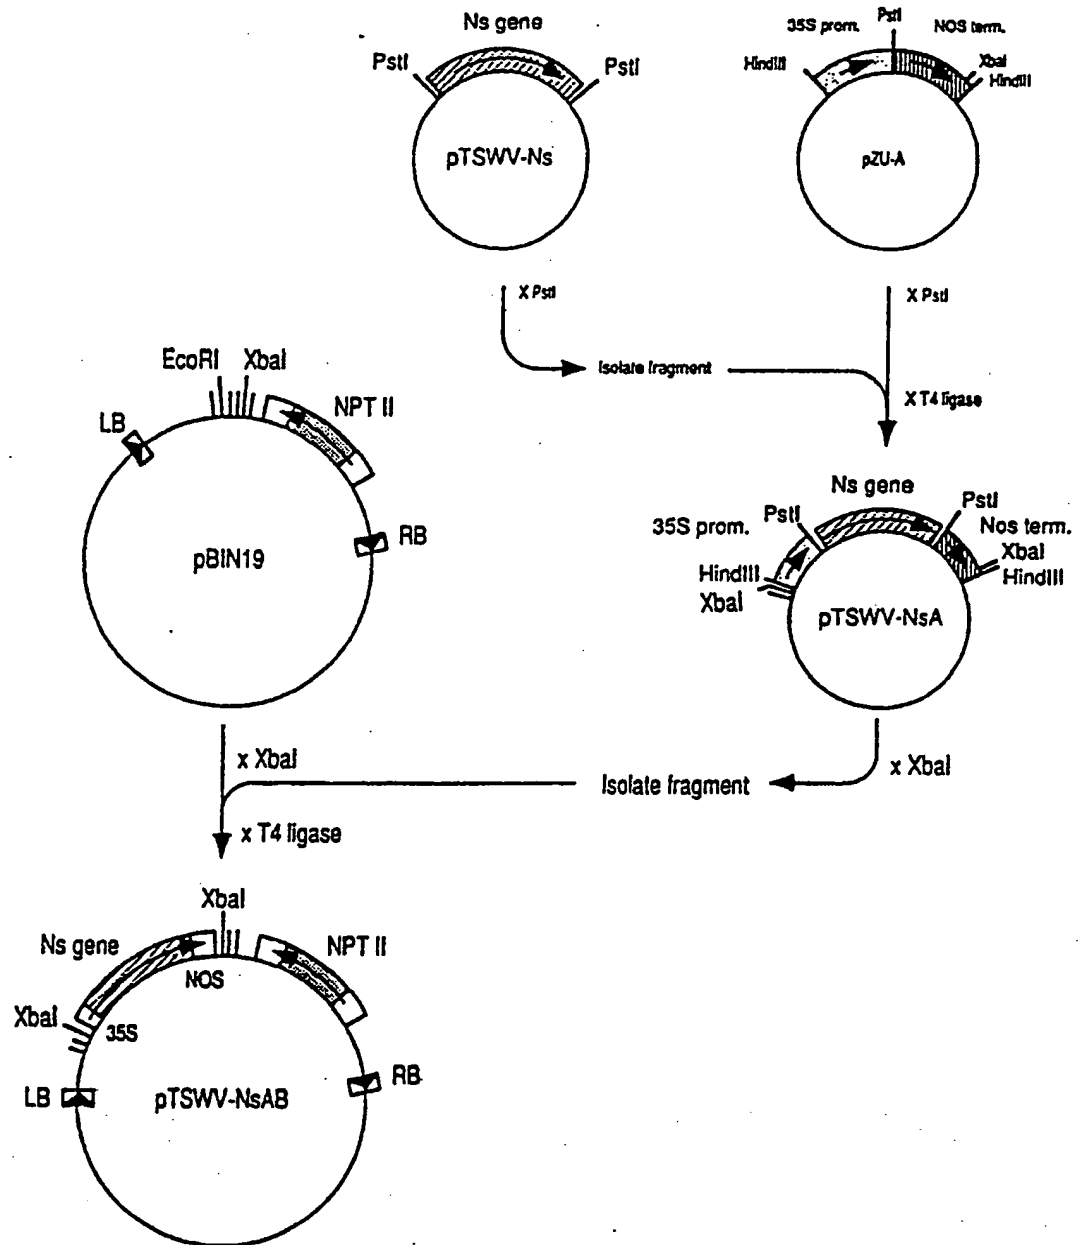 Ns gene
PstI
PstI
pTSWV-Ns
35S prom.
PstI
NOS term.
HindIII
XbaI
HindIII
pZU-A
X PstI
X PstI
Isolate fragment
X T4 ligase
EcoRI
XbaI
LB
NPT II
RB
pBIN19
Ns gene
PstI
PstI
35S prom.
Nos term.
HindIII
XbaI
XbaI
HindIII
pTSWV-NsA
x XbaI
Isolate fragment
x XbaI
x T4 ligase
XbaI
Ns gene
NPT II
NOS
XbaI
35S
LB
RB
pTSWV-NsAB